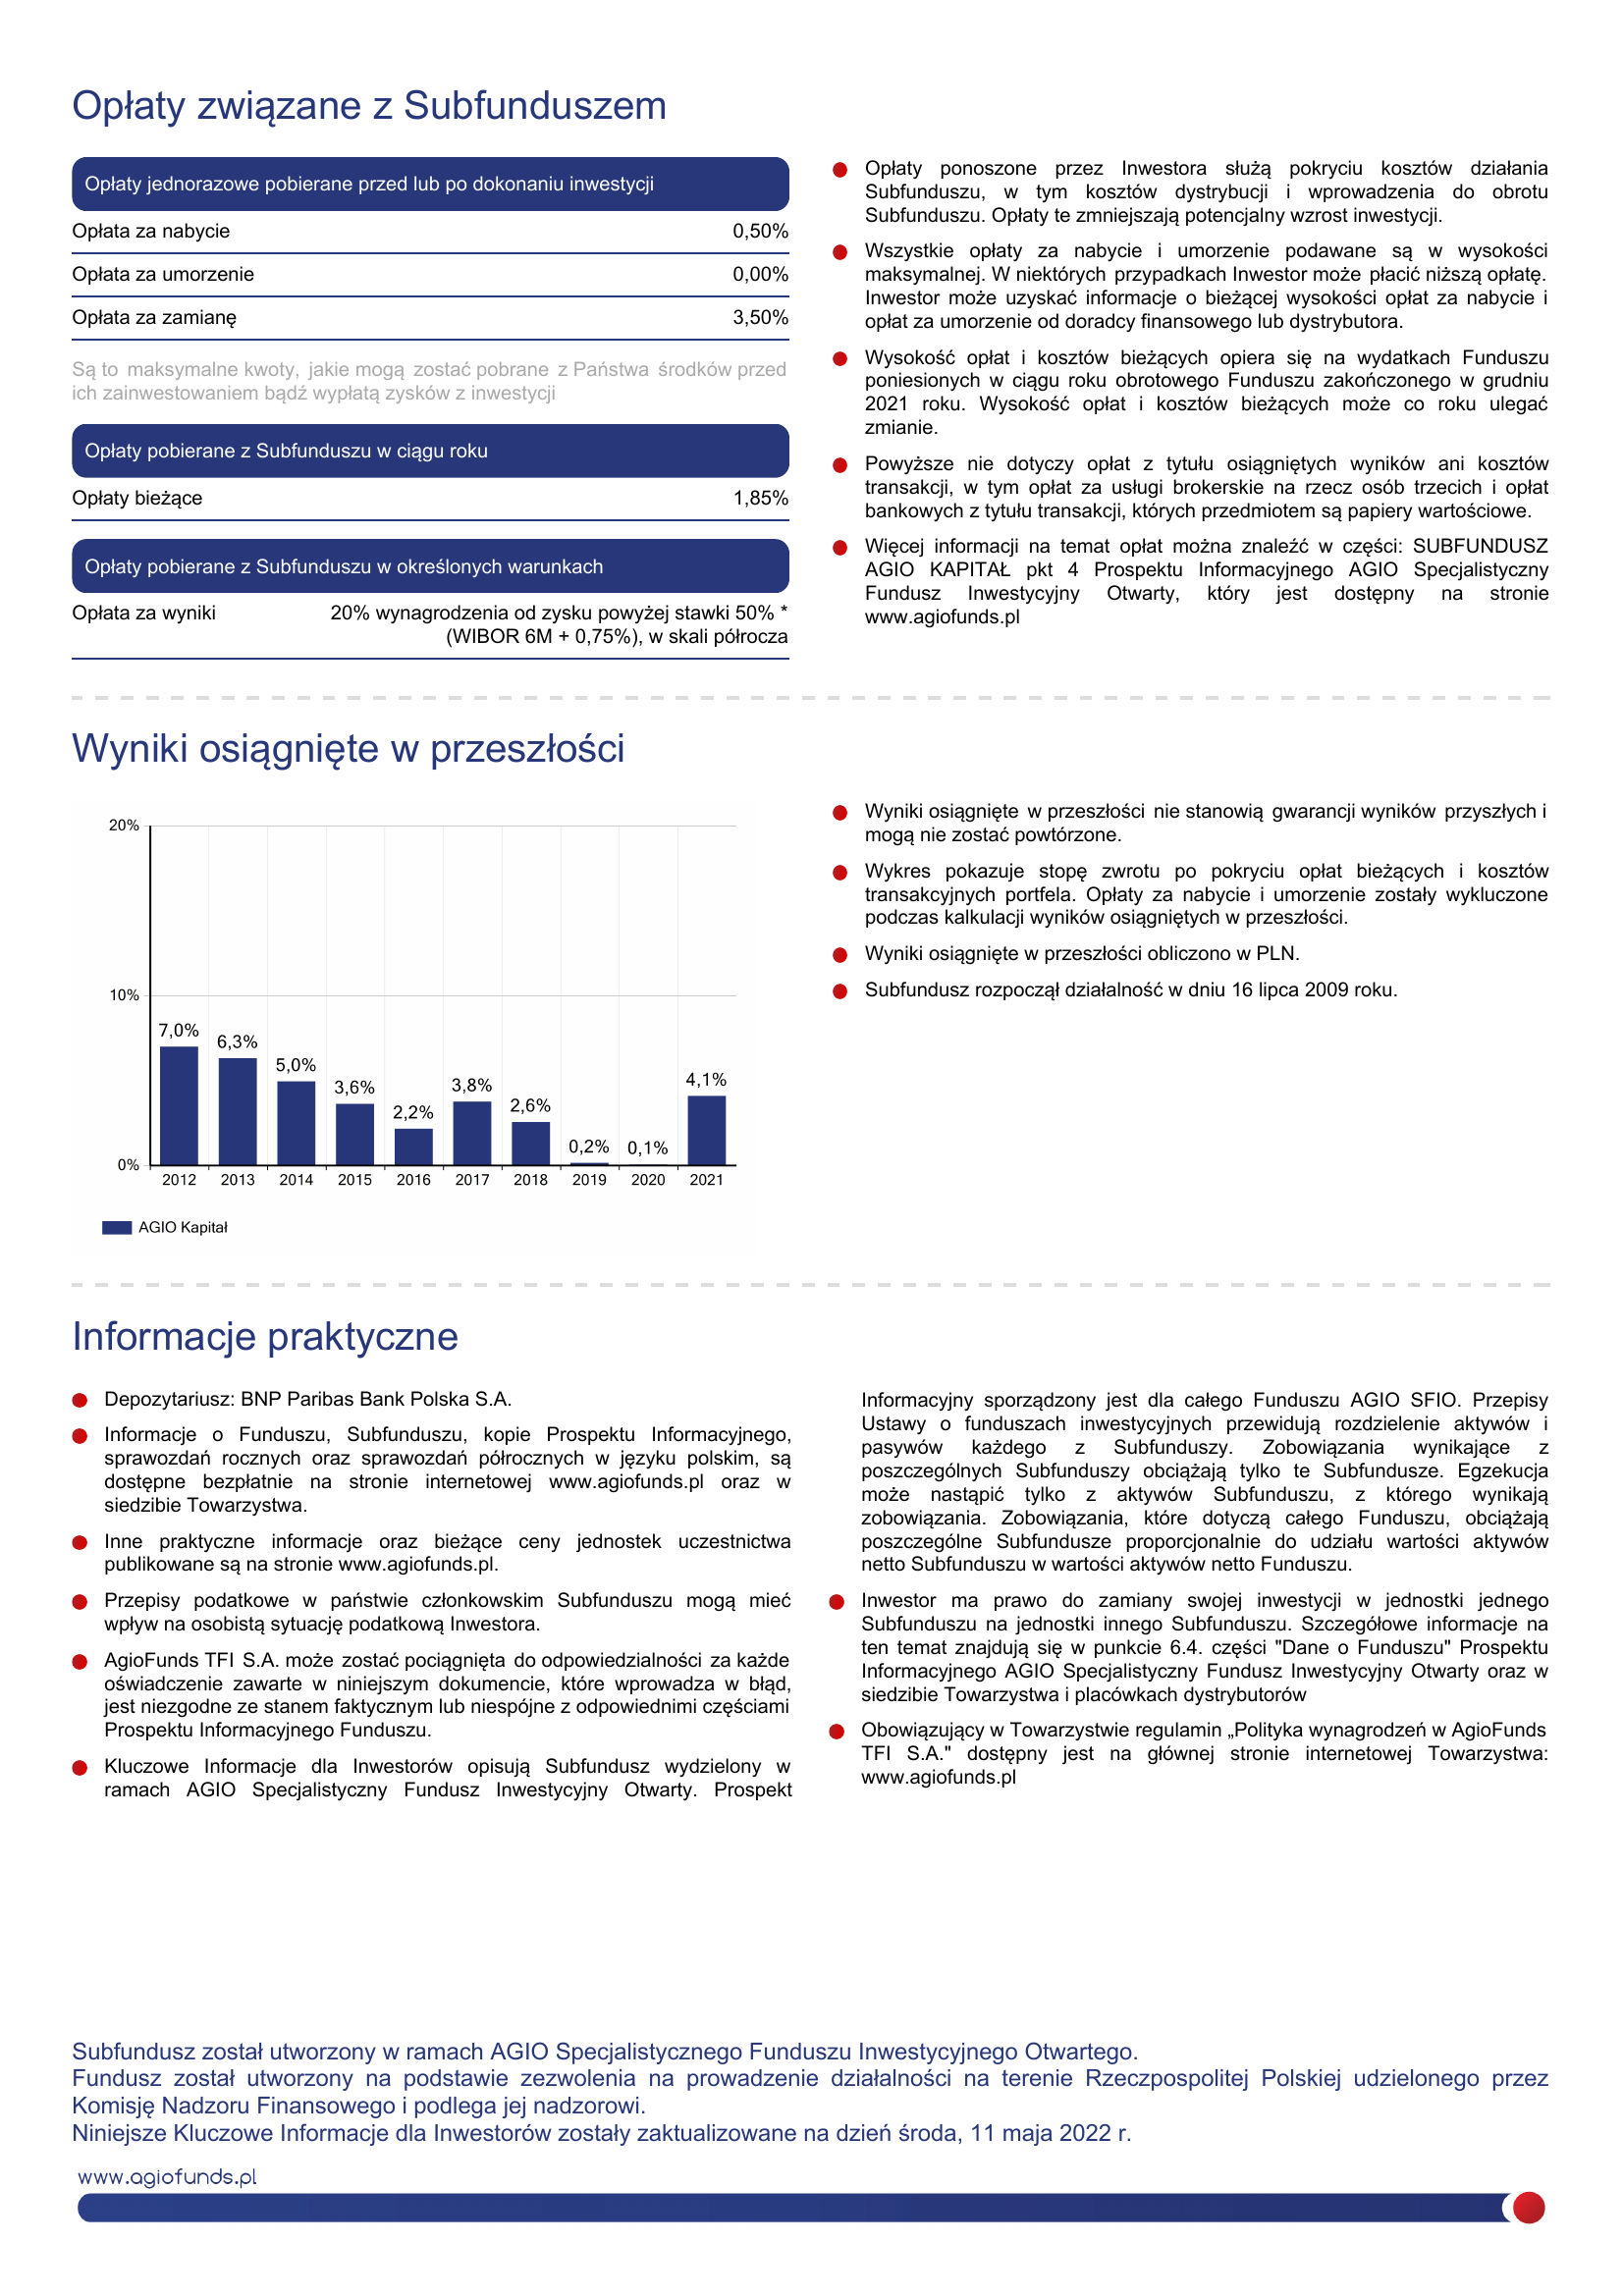 Opłaty związane z Subfunduszem
Opłaty jednorazowe pobierane przed lub po dokonaniu inwestycji
Opłata za nabycie 0,50%
Opłata za umorzenie 0,00%
Opłata za zamianę 3,50%
Są to maksymalne kwoty, jakie mogą zostać pobrane z Państwa środków przed
ich zainwestowaniem bądź wypłatą zysków z inwestycji
Opłaty pobierane z Subfunduszu w ciągu roku
Opłaty bieżące 1,85%
Opłaty pobierane z Subfunduszu w określonych warunkach
Opłata za wyniki 20% wynagrodzenia od zysku powyżej stawki 50% *
(WIBOR 6M + 0,75%), w skali półrocza
Opłaty ponoszone przez Inwestora służą pokryciu kosztów działania
Subfunduszu, w tym kosztów dystrybucji i wprowadzenia do obrotu
Subfunduszu. Opłaty te zmniejszają potencjalny wzrost inwestycji.
Wszystkie opłaty za nabycie i umorzenie podawane są w wysokości
maksymalnej. W niektórych przypadkach Inwestor może płacić niższą opłatę.
Inwestor może uzyskać informacje o bieżącej wysokości opłat za nabycie i
opłat za umorzenie od doradcy finansowego lub dystrybutora.
Wysokość opłat i kosztów bieżących opiera się na wydatkach Funduszu
poniesionych w ciągu roku obrotowego Funduszu zakończonego w grudniu
2021 roku. Wysokość opłat i kosztów bieżących może co roku ulegać
zmianie.
Powyższe nie dotyczy opłat z tytułu osiągniętych wyników ani kosztów
transakcji, w tym opłat za usługi brokerskie na rzecz osób trzecich i opłat
bankowych z tytułu transakcji, których przedmiotem są papiery wartościowe.
Więcej informacji na temat opłat można znaleźć w części: SUBFUNDUSZ
AGIO KAPITAŁ pkt 4 Prospektu Informacyjnego AGIO Specjalistyczny
Fundusz Inwestycyjny Otwarty, który jest dostępny na stronie
www.agiofunds.pl
Wyniki osiągnięte w przeszłości
20%
10%
0%
7,0%
6,3%
5,0%
3,6%
2,2%
3,8%
2,6%
0,2%
0,1%
4,1%
2012 2013 2014 2015 2016 2017 2018 2019 2020 2021
AGIO Kapitał
Wyniki osiągnięte w przeszłości nie stanowią gwarancji wyników przyszłych i
mogą nie zostać powtórzone.
Wykres pokazuje stopę zwrotu po pokryciu opłat bieżących i kosztów
transakcyjnych portfela. Opłaty za nabycie i umorzenie zostały wykluczone
podczas kalkulacji wyników osiągniętych w przeszłości.
Wyniki osiągnięte w przeszłości obliczono w PLN.
Subfundusz rozpoczął działalność w dniu 16 lipca 2009 roku.
Informacje praktyczne
Depozytariusz: BNP Paribas Bank Polska S.A.
Informacje o Funduszu, Subfunduszu, kopie Prospektu Informacyjnego,
sprawozdań rocznych oraz sprawozdań półrocznych w języku polskim, są
dostępne bezpłatnie na stronie internetowej www.agiofunds.pl oraz w
siedzibie Towarzystwa.
Inne praktyczne informacje oraz bieżące ceny jednostek uczestnictwa
publikowane są na stronie www.agiofunds.pl.
Przepisy podatkowe w państwie członkowskim Subfunduszu mogą mieć
wpływ na osobistą sytuację podatkową Inwestora.
AgioFunds TFI S.A. może zostać pociągnięta do odpowiedzialności za każde
oświadczenie zawarte w niniejszym dokumencie, które wprowadza w błąd,
jest niezgodne ze stanem faktycznym lub niespójne z odpowiednimi częściami
Prospektu Informacyjnego Funduszu.
Kluczowe Informacje dla Inwestorów opisują Subfundusz wydzielony w
ramach AGIO Specjalistyczny Fundusz Inwestycyjny Otwarty. Prospekt
Informacyjny sporządzony jest dla całego Funduszu AGIO SFIO. Przepisy
Ustawy o funduszach inwestycyjnych przewidują rozdzielenie aktywów i
pasywów każdego z Subfunduszy. Zobowiązania wynikające z
poszczególnych Subfunduszy obciążają tylko te Subfundusze. Egzekucja
może nastąpić tylko z aktywów Subfunduszu, z którego wynikają
zobowiązania. Zobowiązania, które dotyczą całego Funduszu, obciążają
poszczególne Subfundusze proporcjonalnie do udziału wartości aktywów
netto Subfunduszu w wartości aktywów netto Funduszu.
Inwestor ma prawo do zamiany swojej inwestycji w jednostki jednego
Subfunduszu na jednostki innego Subfunduszu. Szczegółowe informacje na
ten temat znajdują się w punkcie 6.4. części "Dane o Funduszu" Prospektu
Informacyjnego AGIO Specjalistyczny Fundusz Inwestycyjny Otwarty oraz w
siedzibie Towarzystwa i placówkach dystrybutorów
Obowiązujący w Towarzystwie regulamin „Polityka wynagrodzeń w AgioFunds
TFI S.A." dostępny jest na głównej stronie internetowej Towarzystwa:
www.agiofunds.pl
Subfundusz został utworzony w ramach AGIO Specjalistycznego Funduszu Inwestycyjnego Otwartego.
Fundusz został utworzony na podstawie zezwolenia na prowadzenie działalności na terenie Rzeczpospolitej Polskiej udzielonego przez
Komisję Nadzoru Finansowego i podlega jej nadzorowi.
Niniejsze Kluczowe Informacje dla Inwestorów zostały zaktualizowane na dzień środa, 11 maja 2022 r.
www.agiofunds.pl